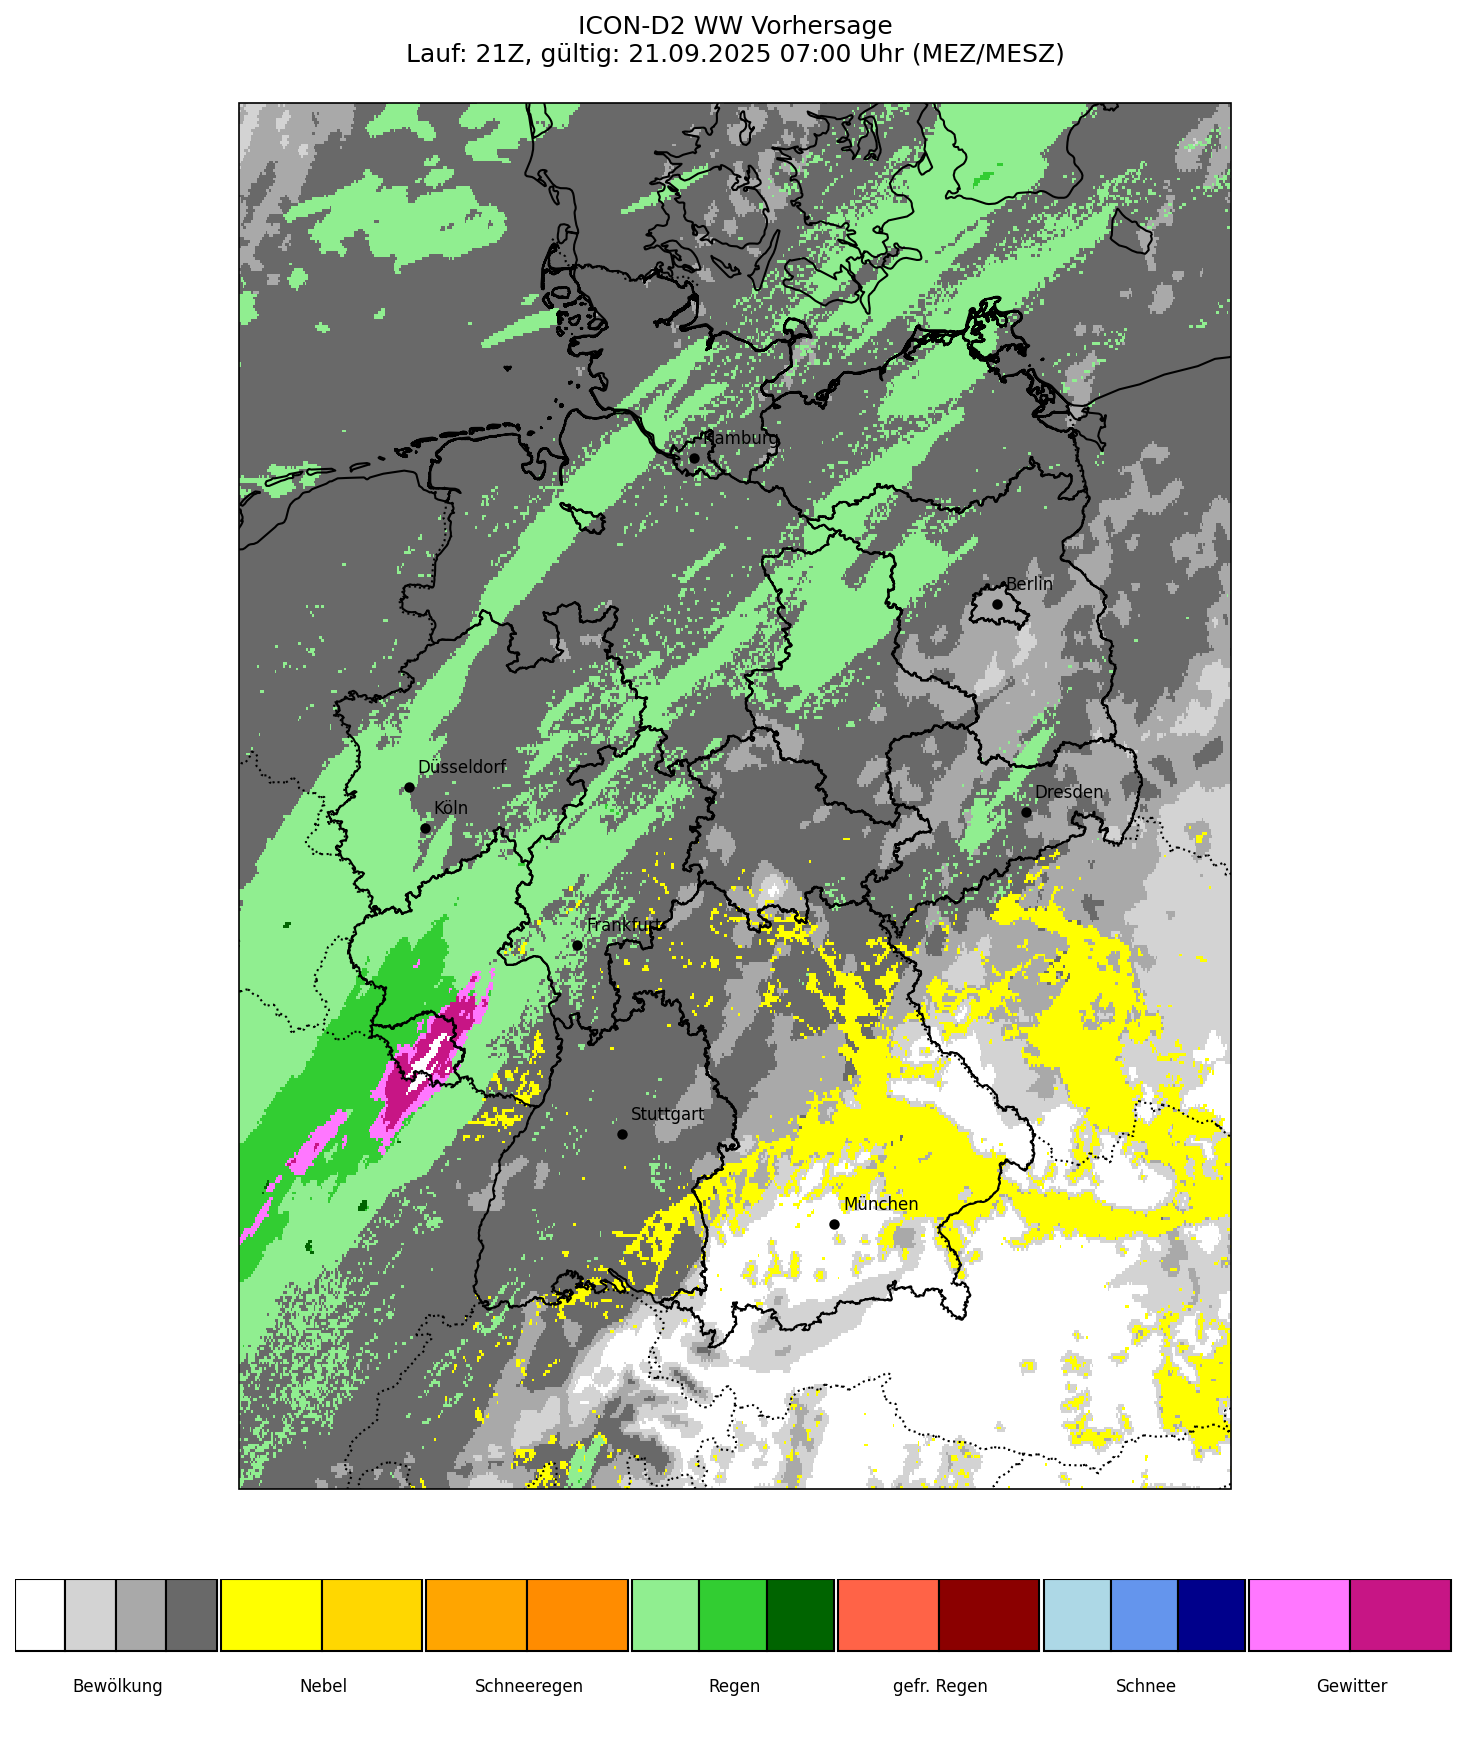 ICON-D2 WW Vorhersage
Lauf: 21Z, gültig: 21.09.2025 07:00 Uhr (MEZ/MESZ)
Hamburg
Berlin
Düsseldorf
Dresden
Köln
Frankfurt
Stuttgart
München
Bewölkung
Nebel
Schneeregen
Regen
gefr. Regen
Schnee
Gewitter